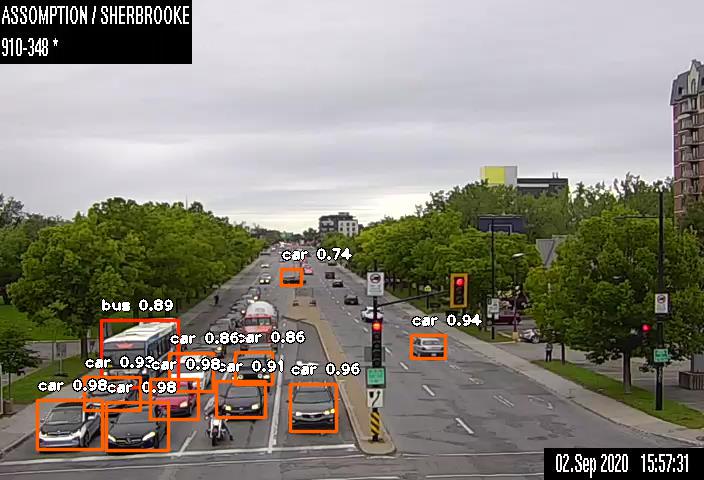 ASSOMPTION / SHERBROOKE
910-348 *
car 0.74
bus 0.89
car 0.94
car 0.86
car 0.86
car 0.93
car 0.98
car 0.91
car 0.96
car 0.98
car 0.98
02.Sep 2020 15:57:31